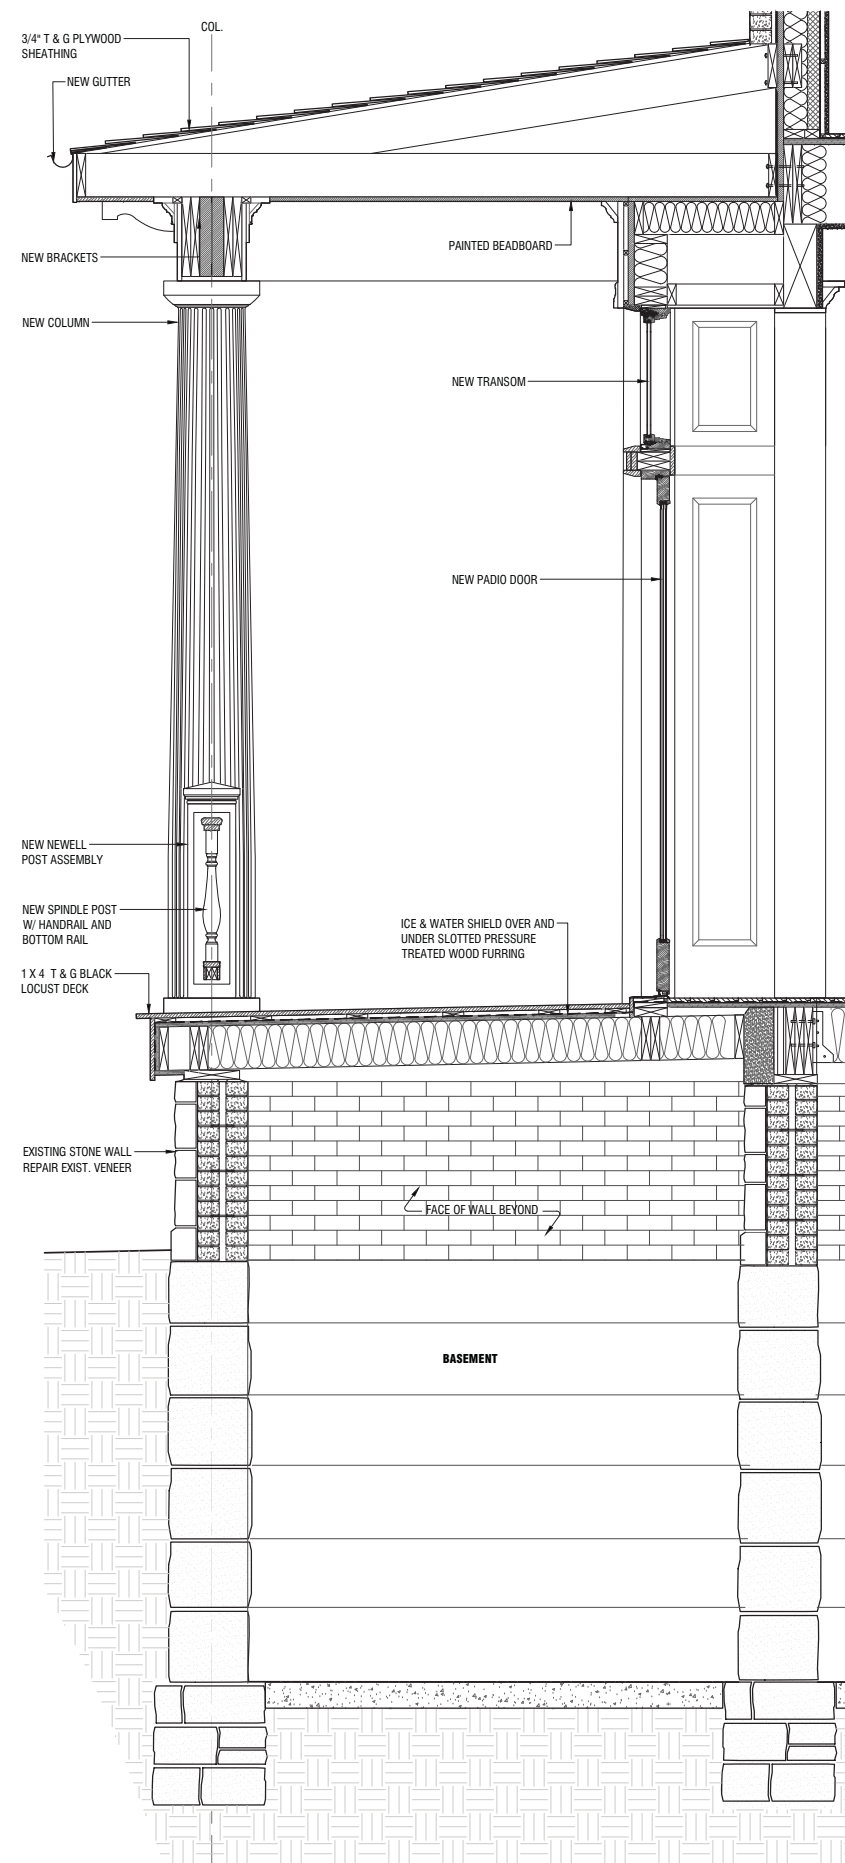 COL.
3/4" T & G PLYWOOD
SHEATHING
NEW GUTTER
PAINTED BEADBOARD
NEW BRACKETS
NEW COLUMN
NEW TRANSOM
NEW PADIO DOOR
NEW NEWELL
POST ASSEMBLY
NEW SPINDLE POST
W/ HANDRAIL AND
BOTTOM RAIL
ICE & WATER SHIELD OVER AND
UNDER SLOTTED PRESSURE
TREATED WOOD FURRING
1 X 4 T & G BLACK
LOCUST DECK
EXISTING STONE WALL
REPAIR EXIST. VENEER
FACE OF WALL BEYOND
BASEMENT